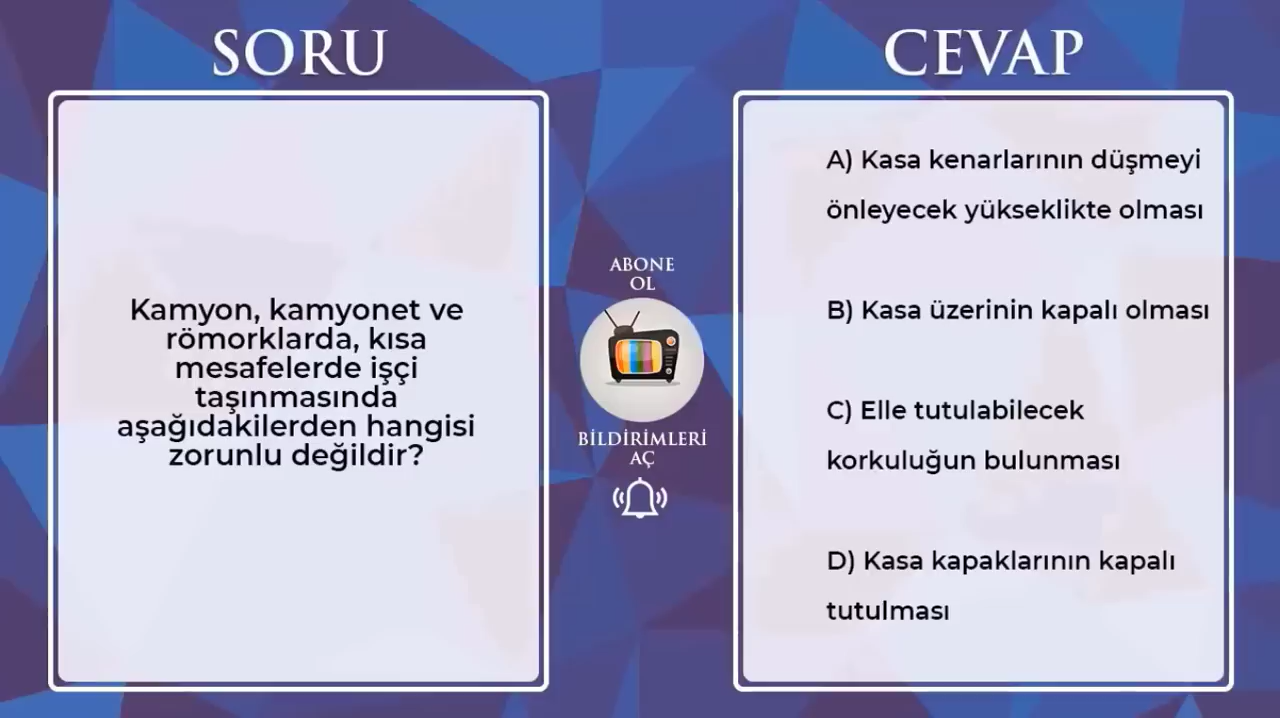 SORU
Kamyon, kamyonet ve
römorklarda, kısa
mesafelerde işçi
taşınmasında
aşağıdakilerden hangisi
zorunlu değildir?
ABONE
OL
BİLDİRİMLERİ
AÇ
CEVAP
A) Kasa kenarlarının düşmeyi
önleyecek yükseklikte olması
B) Kasa üzerinin kapalı olması
C) Elle tutulabilecek
korkuluğun bulunması
D) Kasa kapaklarının kapalı
tutulması